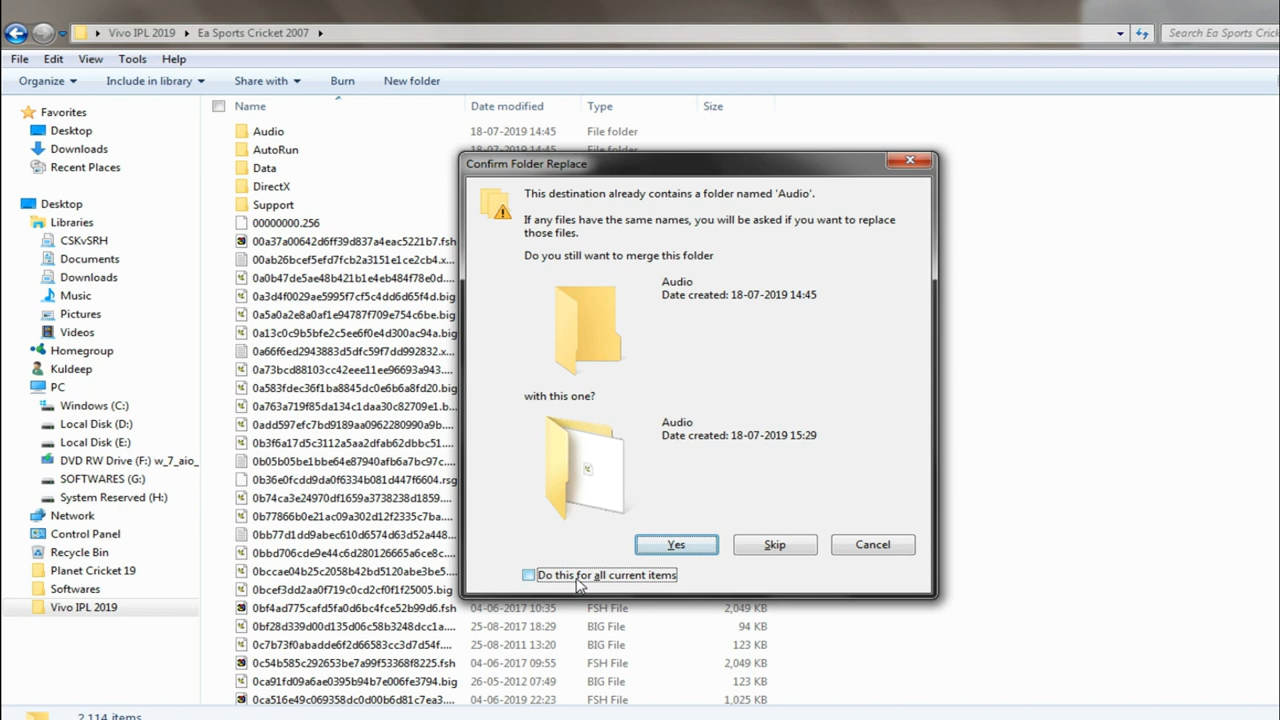 Vivo IPL 2019 Ea Sports Cricket 2007 Search Ea Sports Crick
File Edit View Tools Help
Organize Include in library Share with Burn New folder
Name Date modified Type Size
Favorites
Desktop
Downloads
Recent Places
Desktop
Libraries
CSKvSRH
Documents
Downloads
Music
Pictures
Videos
Homegroup
Kuldeep
PC
Windows (C:)
Local Disk (D:)
Local Disk (E:)
DVD RW Drive (F:) w_7_aio_
SOFTWARES (G:)
System Reserved (H:)
Network
Control Panel
Recycle Bin
Planet Cricket 19
Softwares
Vivo IPL 2019
Audio 18-07-2019 14:45 File folder
AutoRun 18-07-2019 14:45 File folder
Data
DirectX
Support
00000000.256
00a37a00642d6ff39d837a4eac5221b7.fsh
00ab26bcef5efd7fcb2a3151e1ce2cb4.x...
0a0b47de5ae48b421b1e4eb484f78e0d....
0a3d4f0029ae5995f7cf5c4dd6d65f4d.big
0a5a0a2e8a0af1e94787f709e754c6be.big
0a13c0c9b5bfe2c5ee6f0e4d300ac94a.big
0a66f6ed2943883d5dfc59f7dd992832.x...
0a73bcd88103cc42eee11ee96693a943....
0a583fdec36f1ba8845dc0e6b6a8fd20.big
0a763a719f85da134c1daa30c82709e1.b...
0add597efc7bd9189aa0962280990a9b....
0b3f6a17d5c3112a5aa2dfab62dbbc51....
0b05b05be1bbe64e87940afb6a7bc97c....
0b36e0fcdd9da0f6334b081d447f6604.rsg
0b74ca3e24970df1659a3738238d1859....
0b77866b0e21ac09a302d12f2335c7ba....
0bb77d1dd9abec610d6574d63d52a448...
0bbd706cde9e44c6d280126665a6ce8c....
0bccae04b25c2058b42bd5120abe3be5....
0bcef3dd2aa0f719c0cd2cf0f1f25005.big
0bf4ad775cafd5fa0d6bc4fce52b99d6.fsh 04-06-2017 10:35 FSH File 2,049 KB
0bf28d339d00d135d06c58b3248dcc1a.... 25-08-2017 18:29 BIG File 94 KB
0c7b73f0abadde6f2d66583cc3d7d54f.... 25-08-2011 13:20 BIG File 123 KB
0c54b585c292653be7a99f53368f8225.fsh 04-06-2017 09:55 FSH File 2,049 KB
0ca91fd09a6ae0395b94b7e0637f94.big 26-05-2012 07:49 BIG File 123 KB
0ca516e49c069358dc0d00b6d81c7ea3.... 04-06-2019 22:23 FSH File 1,025 KB
2,114 items
Confirm Folder Replace
This destination already contains a folder named 'Audio'.
If any files have the same names, you will be asked if you want to replace
those files.
Do you still want to merge this folder
Audio
Date created: 18-07-2019 14:45
with this one?
Audio
Date created: 18-07-2019 15:29
Yes Skip Cancel
Do this for all current items